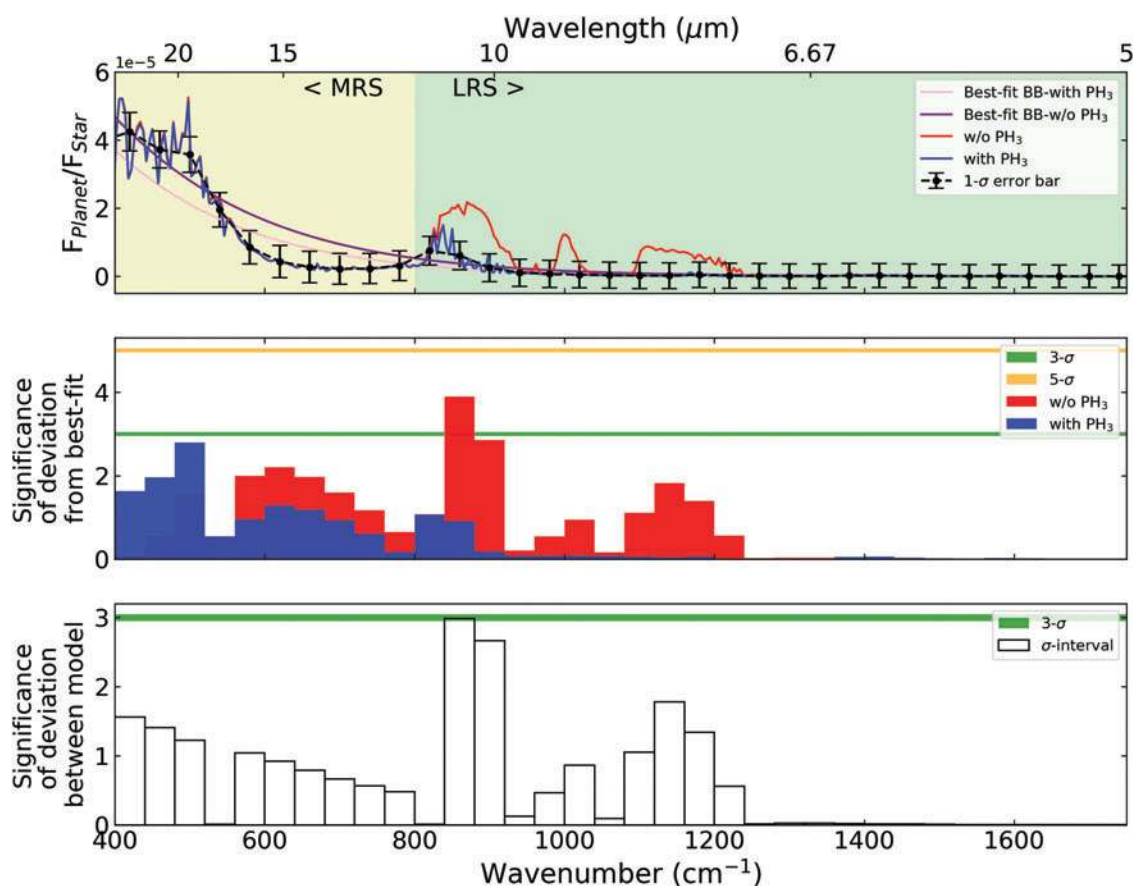 Wavelength (μm)
20 15 10 6.67 5
1e−5
< MRS LRS >
6
4
2
0
F_Planet/F_Star
Best-fit BB-with PH₃
Best-fit BB-w/o PH₃
w/o PH₃
with PH₃
1-σ error bar
4
2
0
Significance
of deviation
from best-fit
3-σ
5-σ
w/o PH₃
with PH₃
3
2
1
0
Significance
of deviation
between model
3-σ
σ-interval
400 600 800 1000 1200 1400 1600
Wavenumber (cm⁻¹)